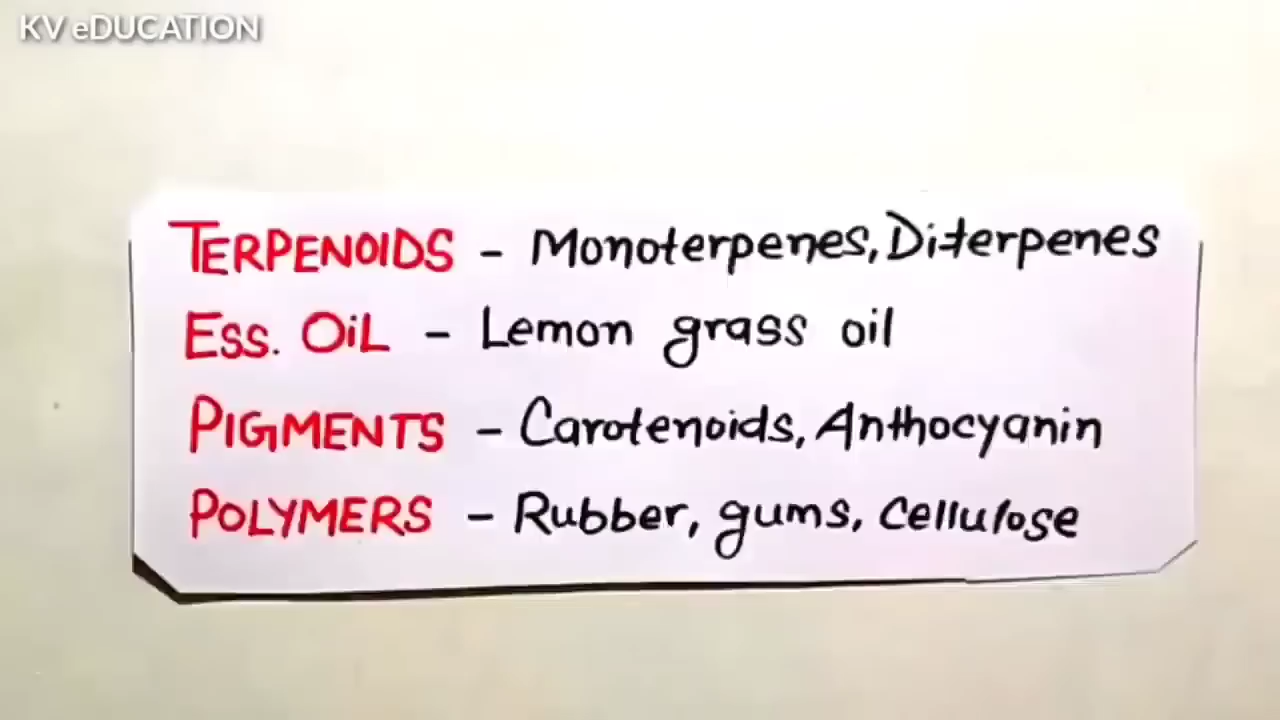 KV eDUCATION
TERPENOIDS - Monoterpenes, Diterpenes
Ess. OiL - Lemon grass oil
PIGMENTS - Carotenoids, Anthocyanin
POLYMERS - Rubber, gums, Cellulose